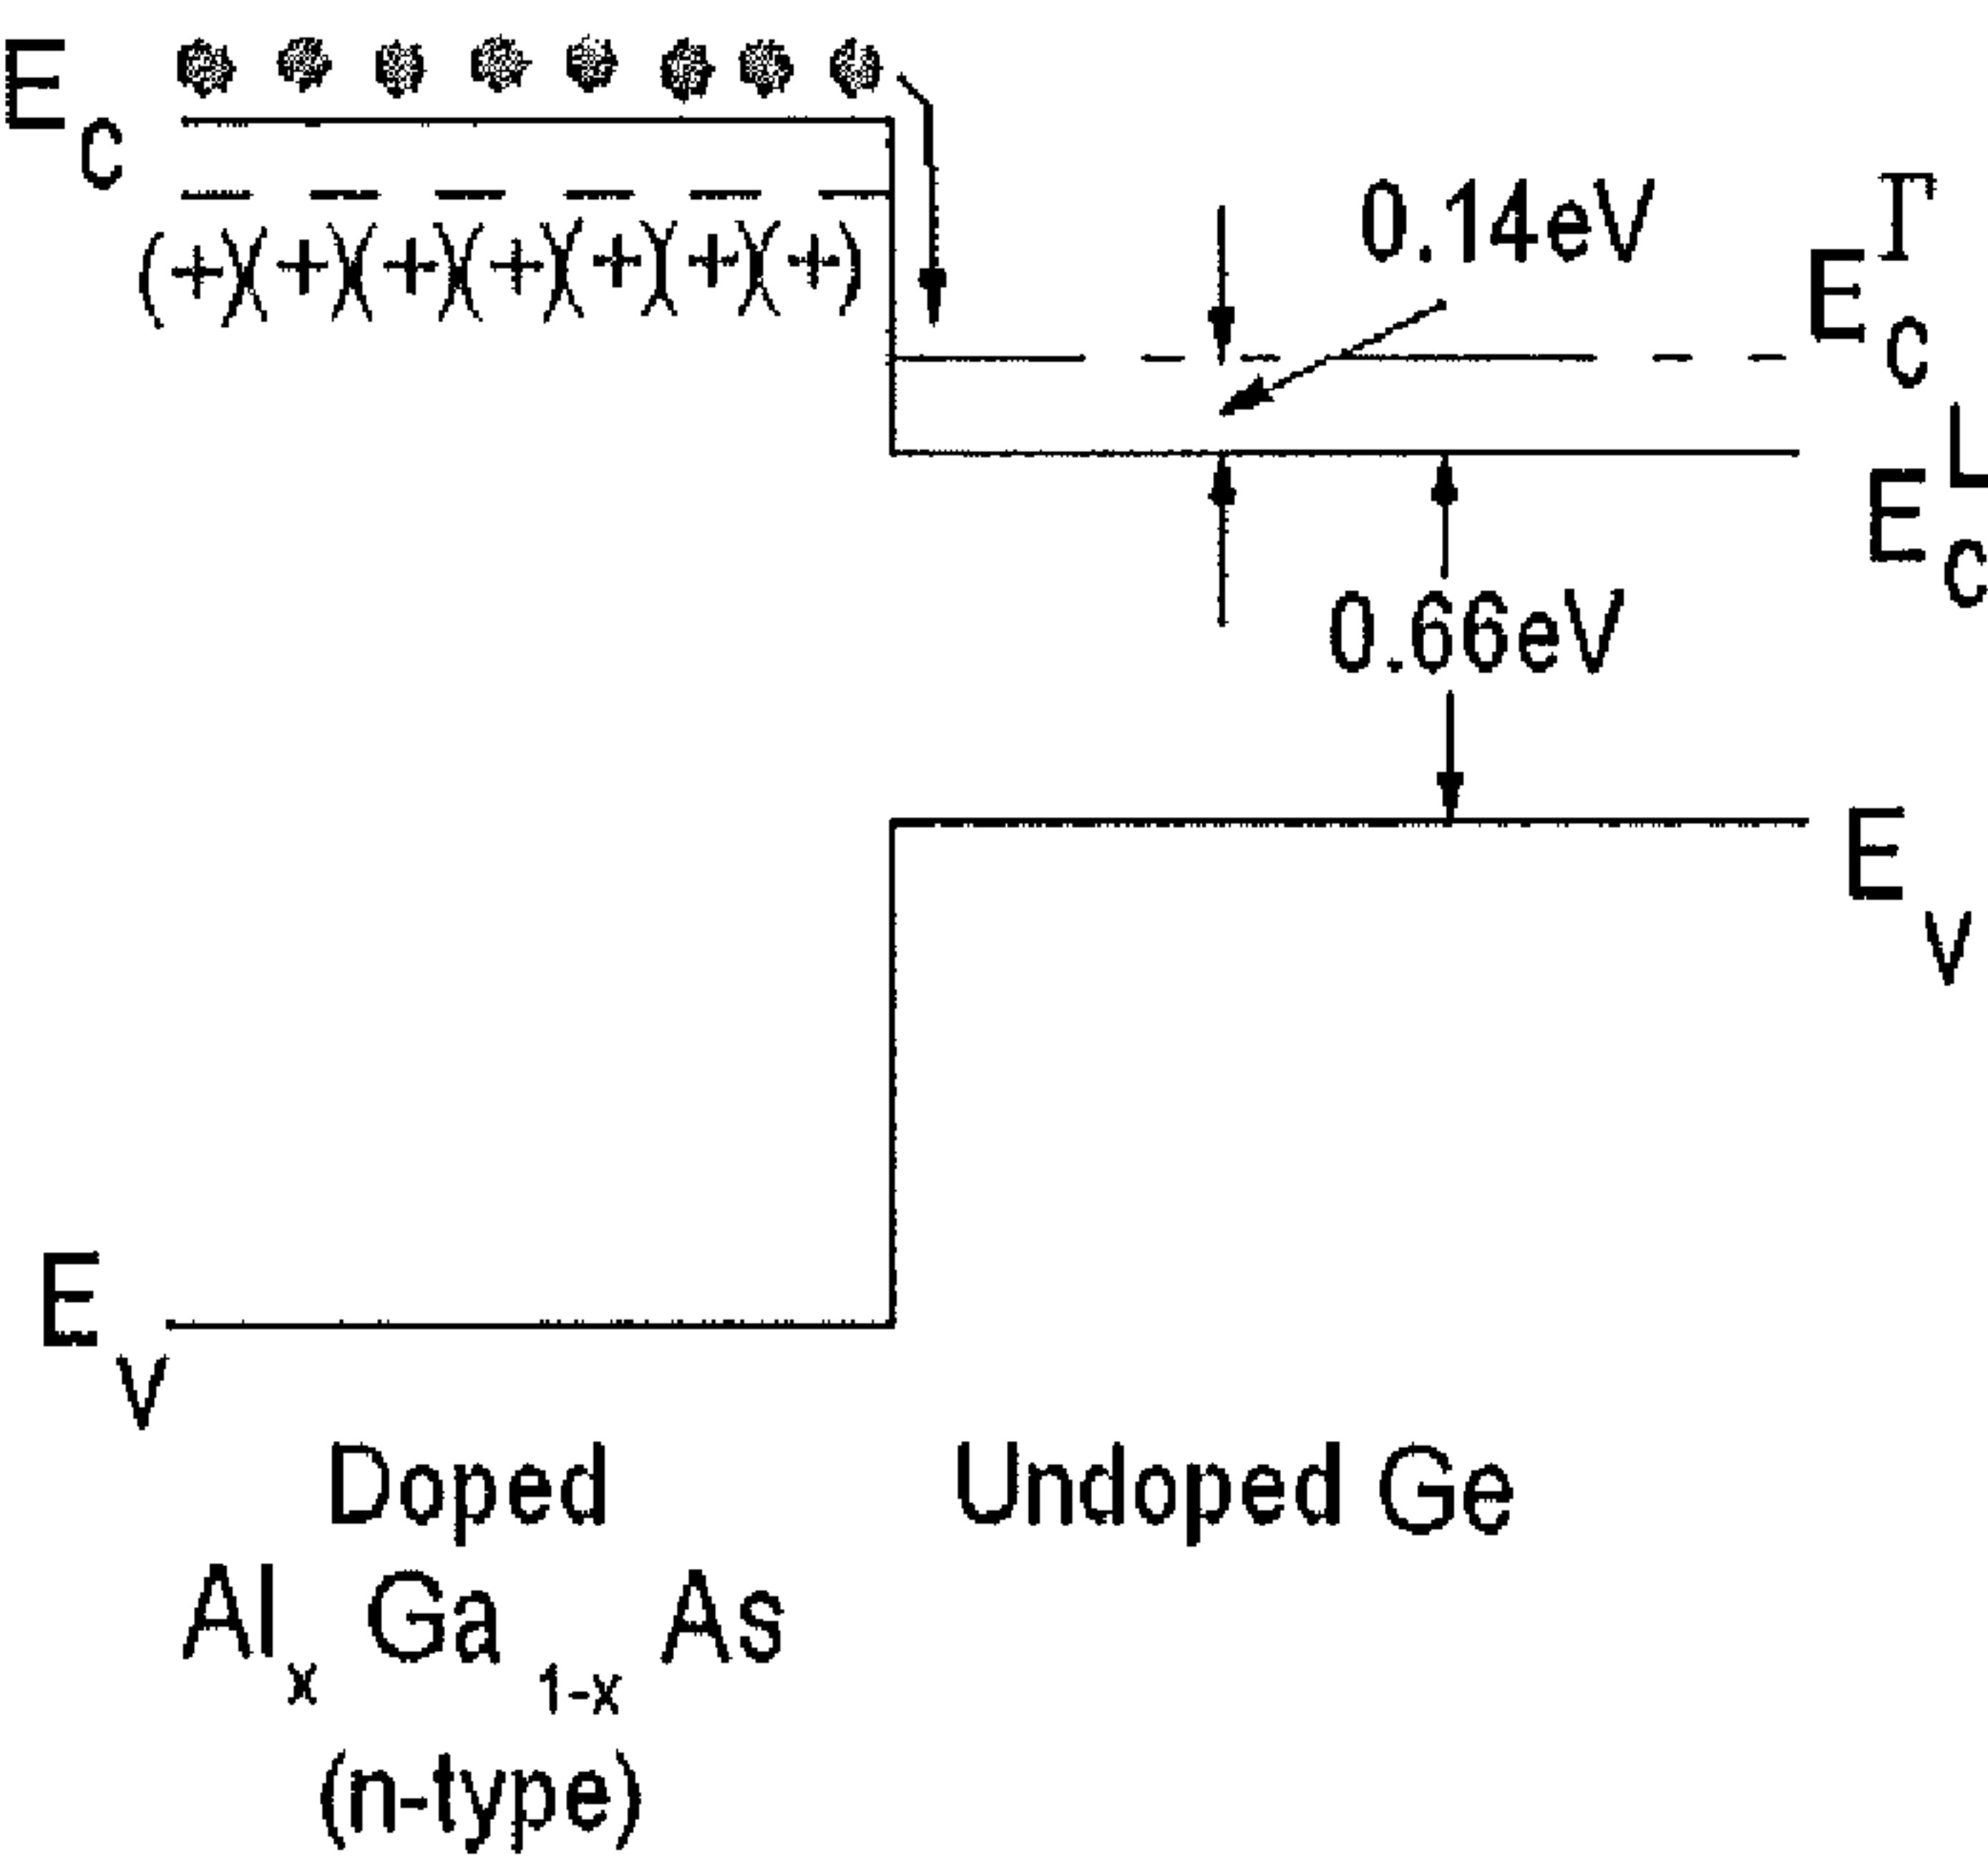 E_C
(+)(+)(+)(+)(+)(+)(+)
0.14eV
E_C^Γ
E_C^L
0.66eV
E_V
E_V
Doped
Undoped Ge
Al_x Ga_1-x As
(n-type)